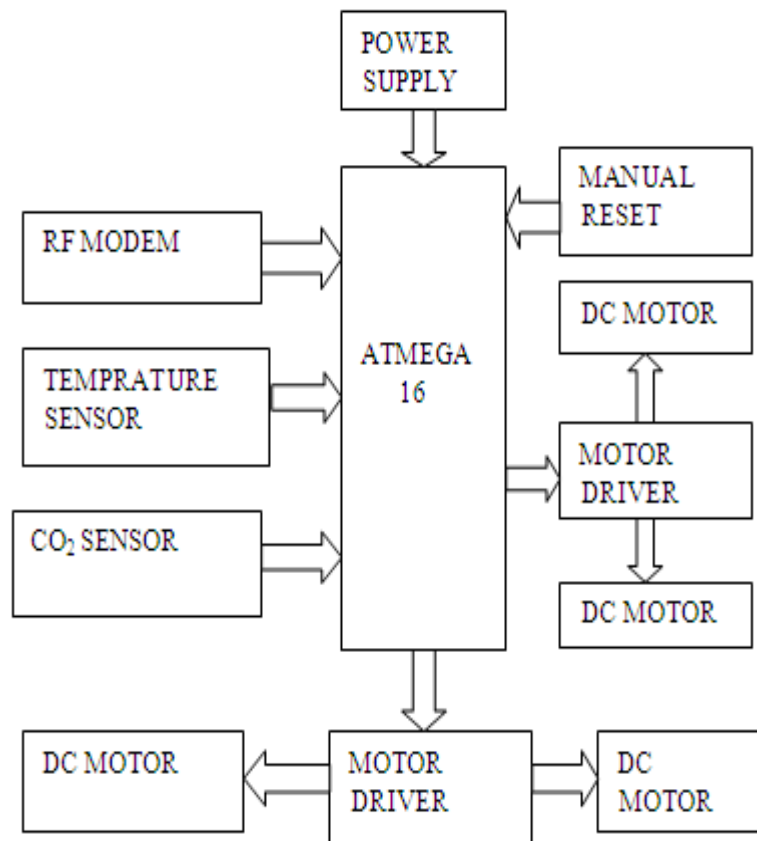 POWER
SUPPLY
MANUAL
RESET
RF MODEM
DC MOTOR
TEMPRATURE
SENSOR
ATMEGA
16
MOTOR
DRIVER
CO₂ SENSOR
DC MOTOR
DC MOTOR
MOTOR
DRIVER
DC
MOTOR